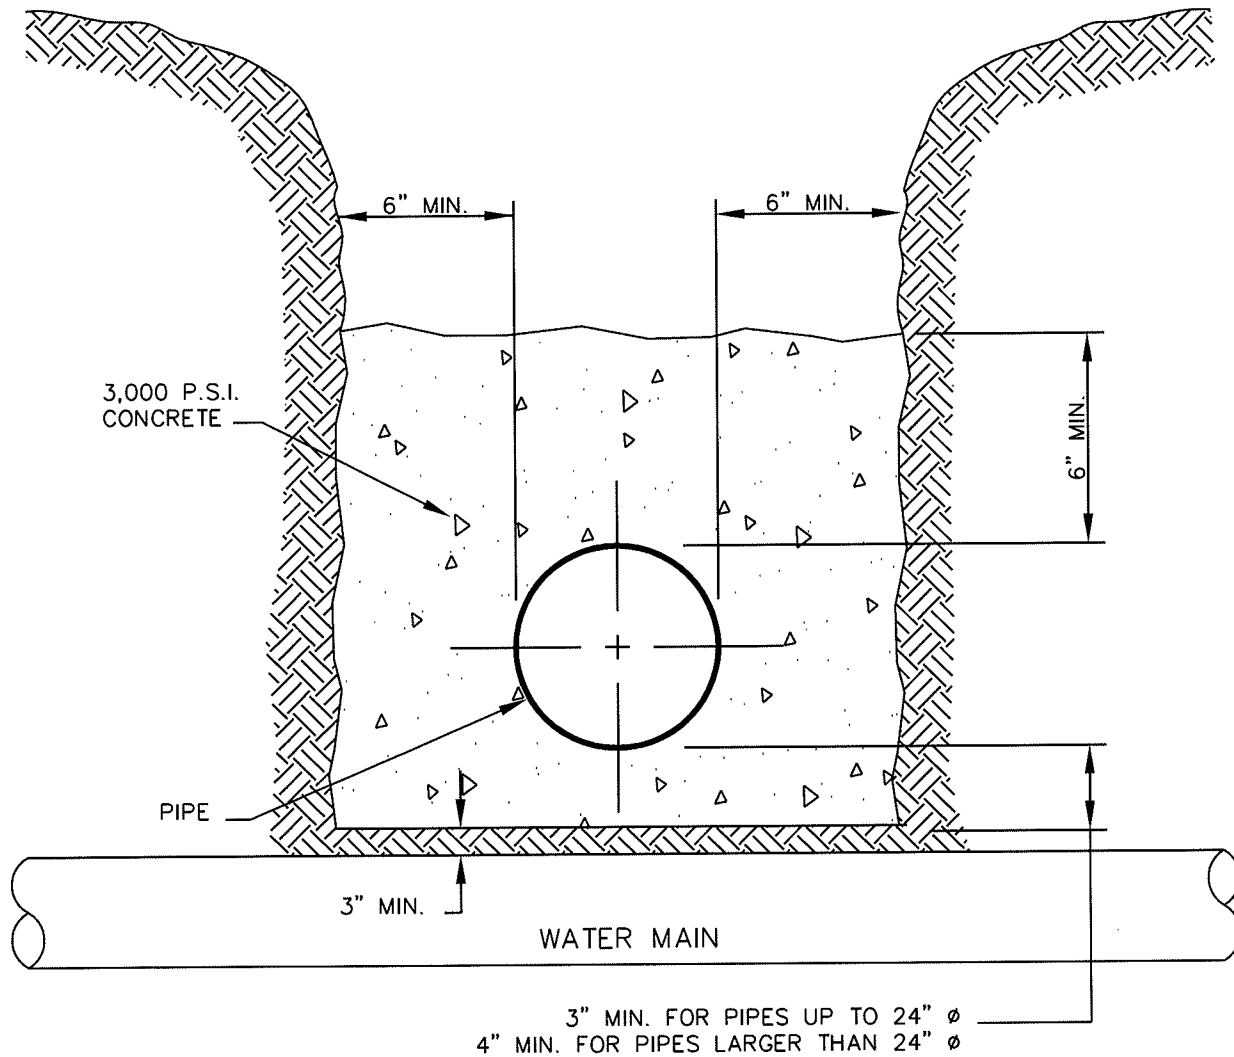 6" MIN.
6" MIN.
3,000 P.S.I.
CONCRETE
6" MIN.
PIPE
3" MIN.
WATER MAIN
3" MIN. FOR PIPES UP TO 24" ø
4" MIN. FOR PIPES LARGER THAN 24" ø